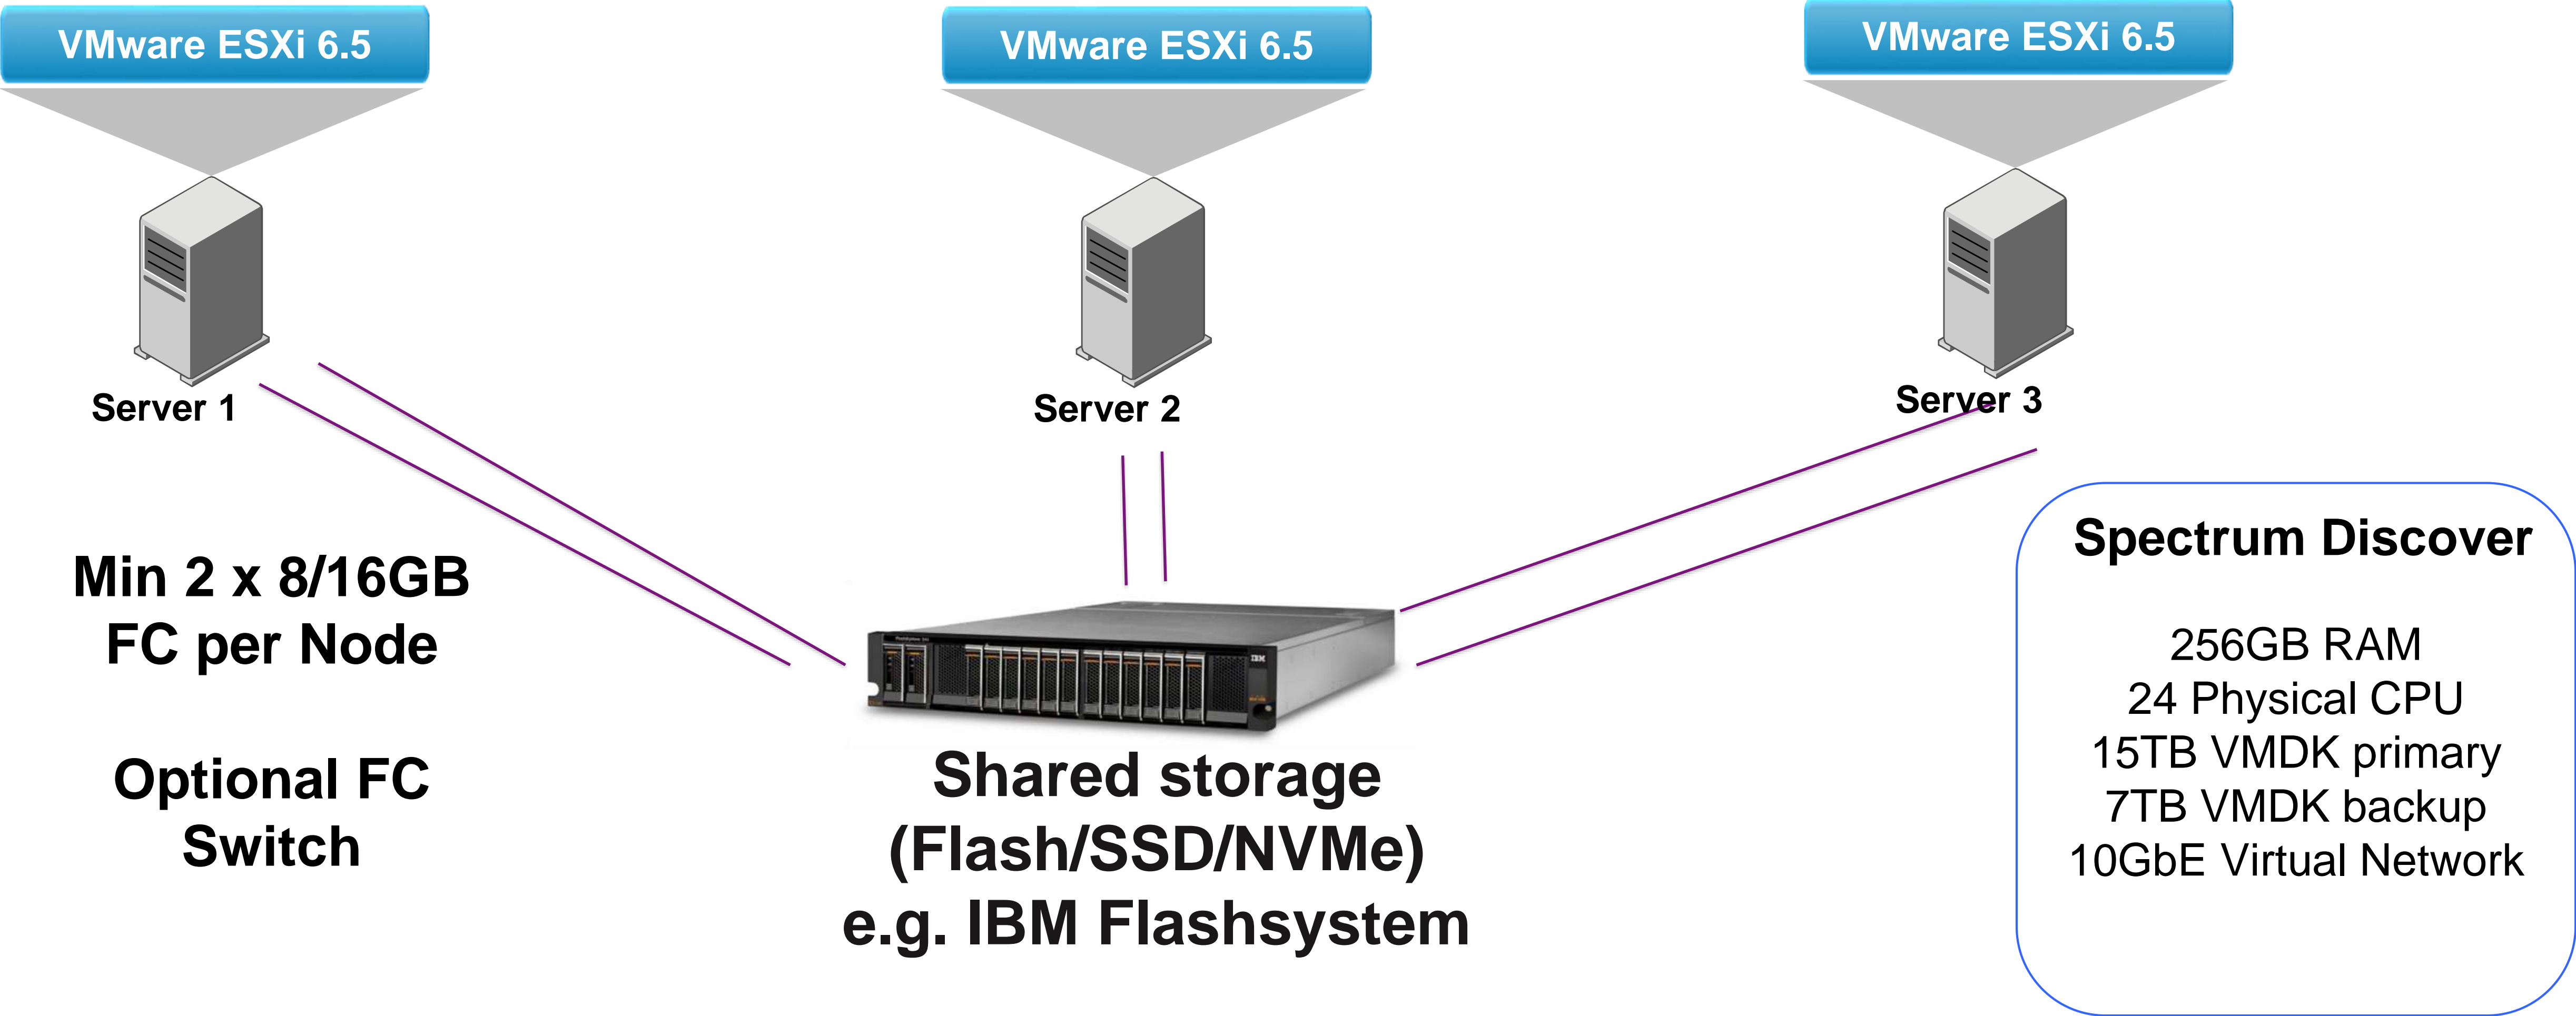 VMware ESXi 6.5
VMware ESXi 6.5
VMware ESXi 6.5
Server 1
Server 2
Server 3
Min 2 x 8/16GB
FC per Node
Optional FC
Switch
IBM
Shared storage
(Flash/SSD/NVMe)
e.g. IBM Flashsystem
Spectrum Discover
256GB RAM
24 Physical CPU
15TB VMDK primary
7TB VMDK backup
10GbE Virtual Network